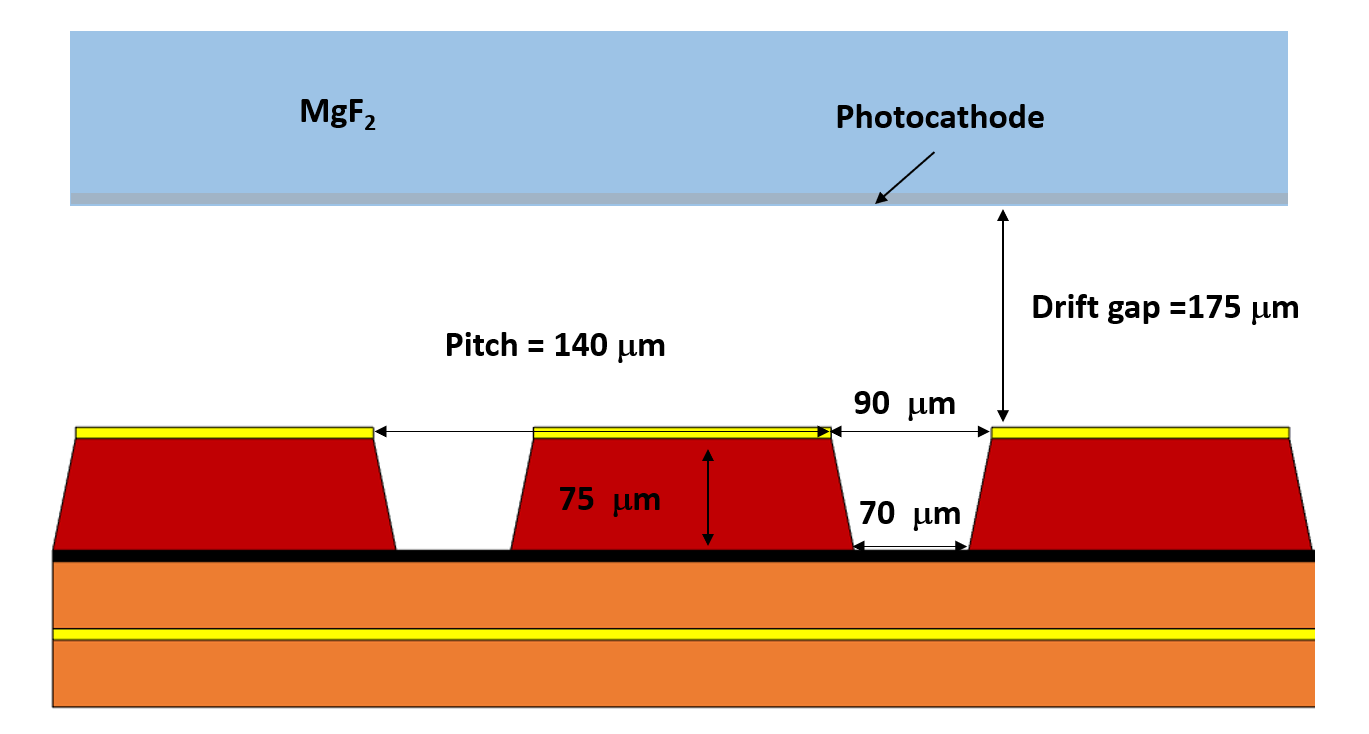 MgF₂
Photocathode
Drift gap =175 μm
Pitch = 140 μm
90 μm
75 μm
70 μm